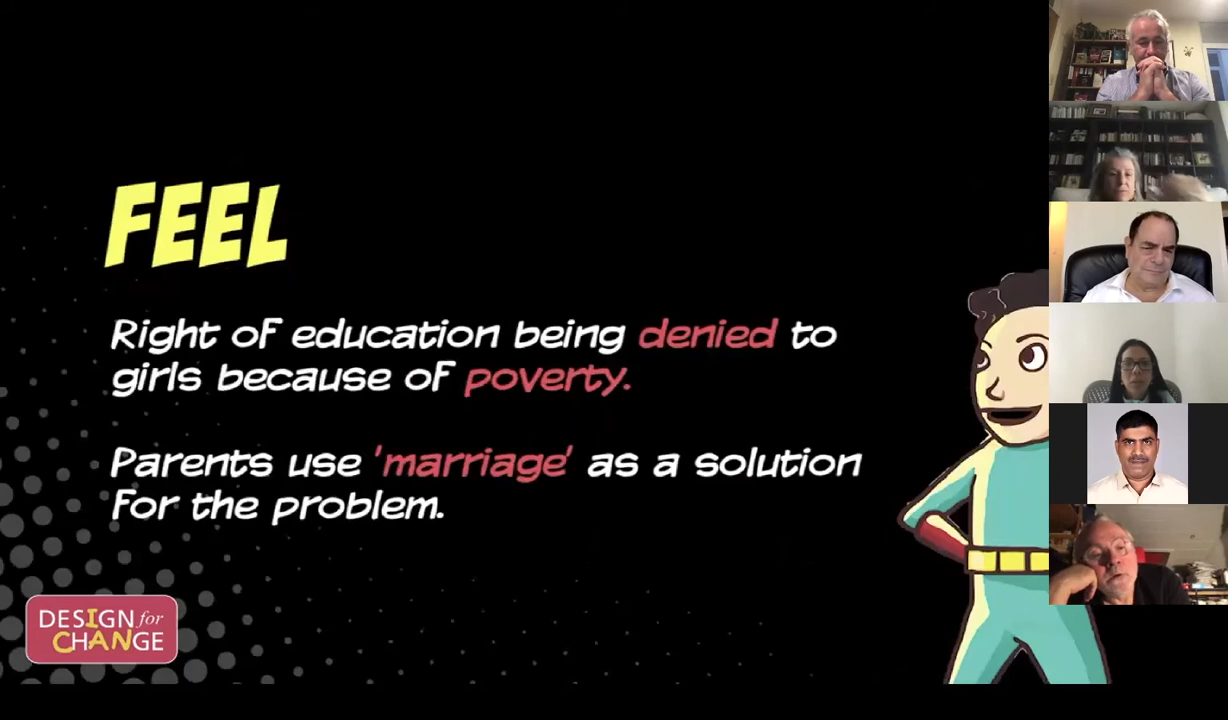 FEEL
Right of education being denied to
girls because of poverty.
Parents use 'marriage' as a solution
for the problem.
DESIGN for
CHANGE